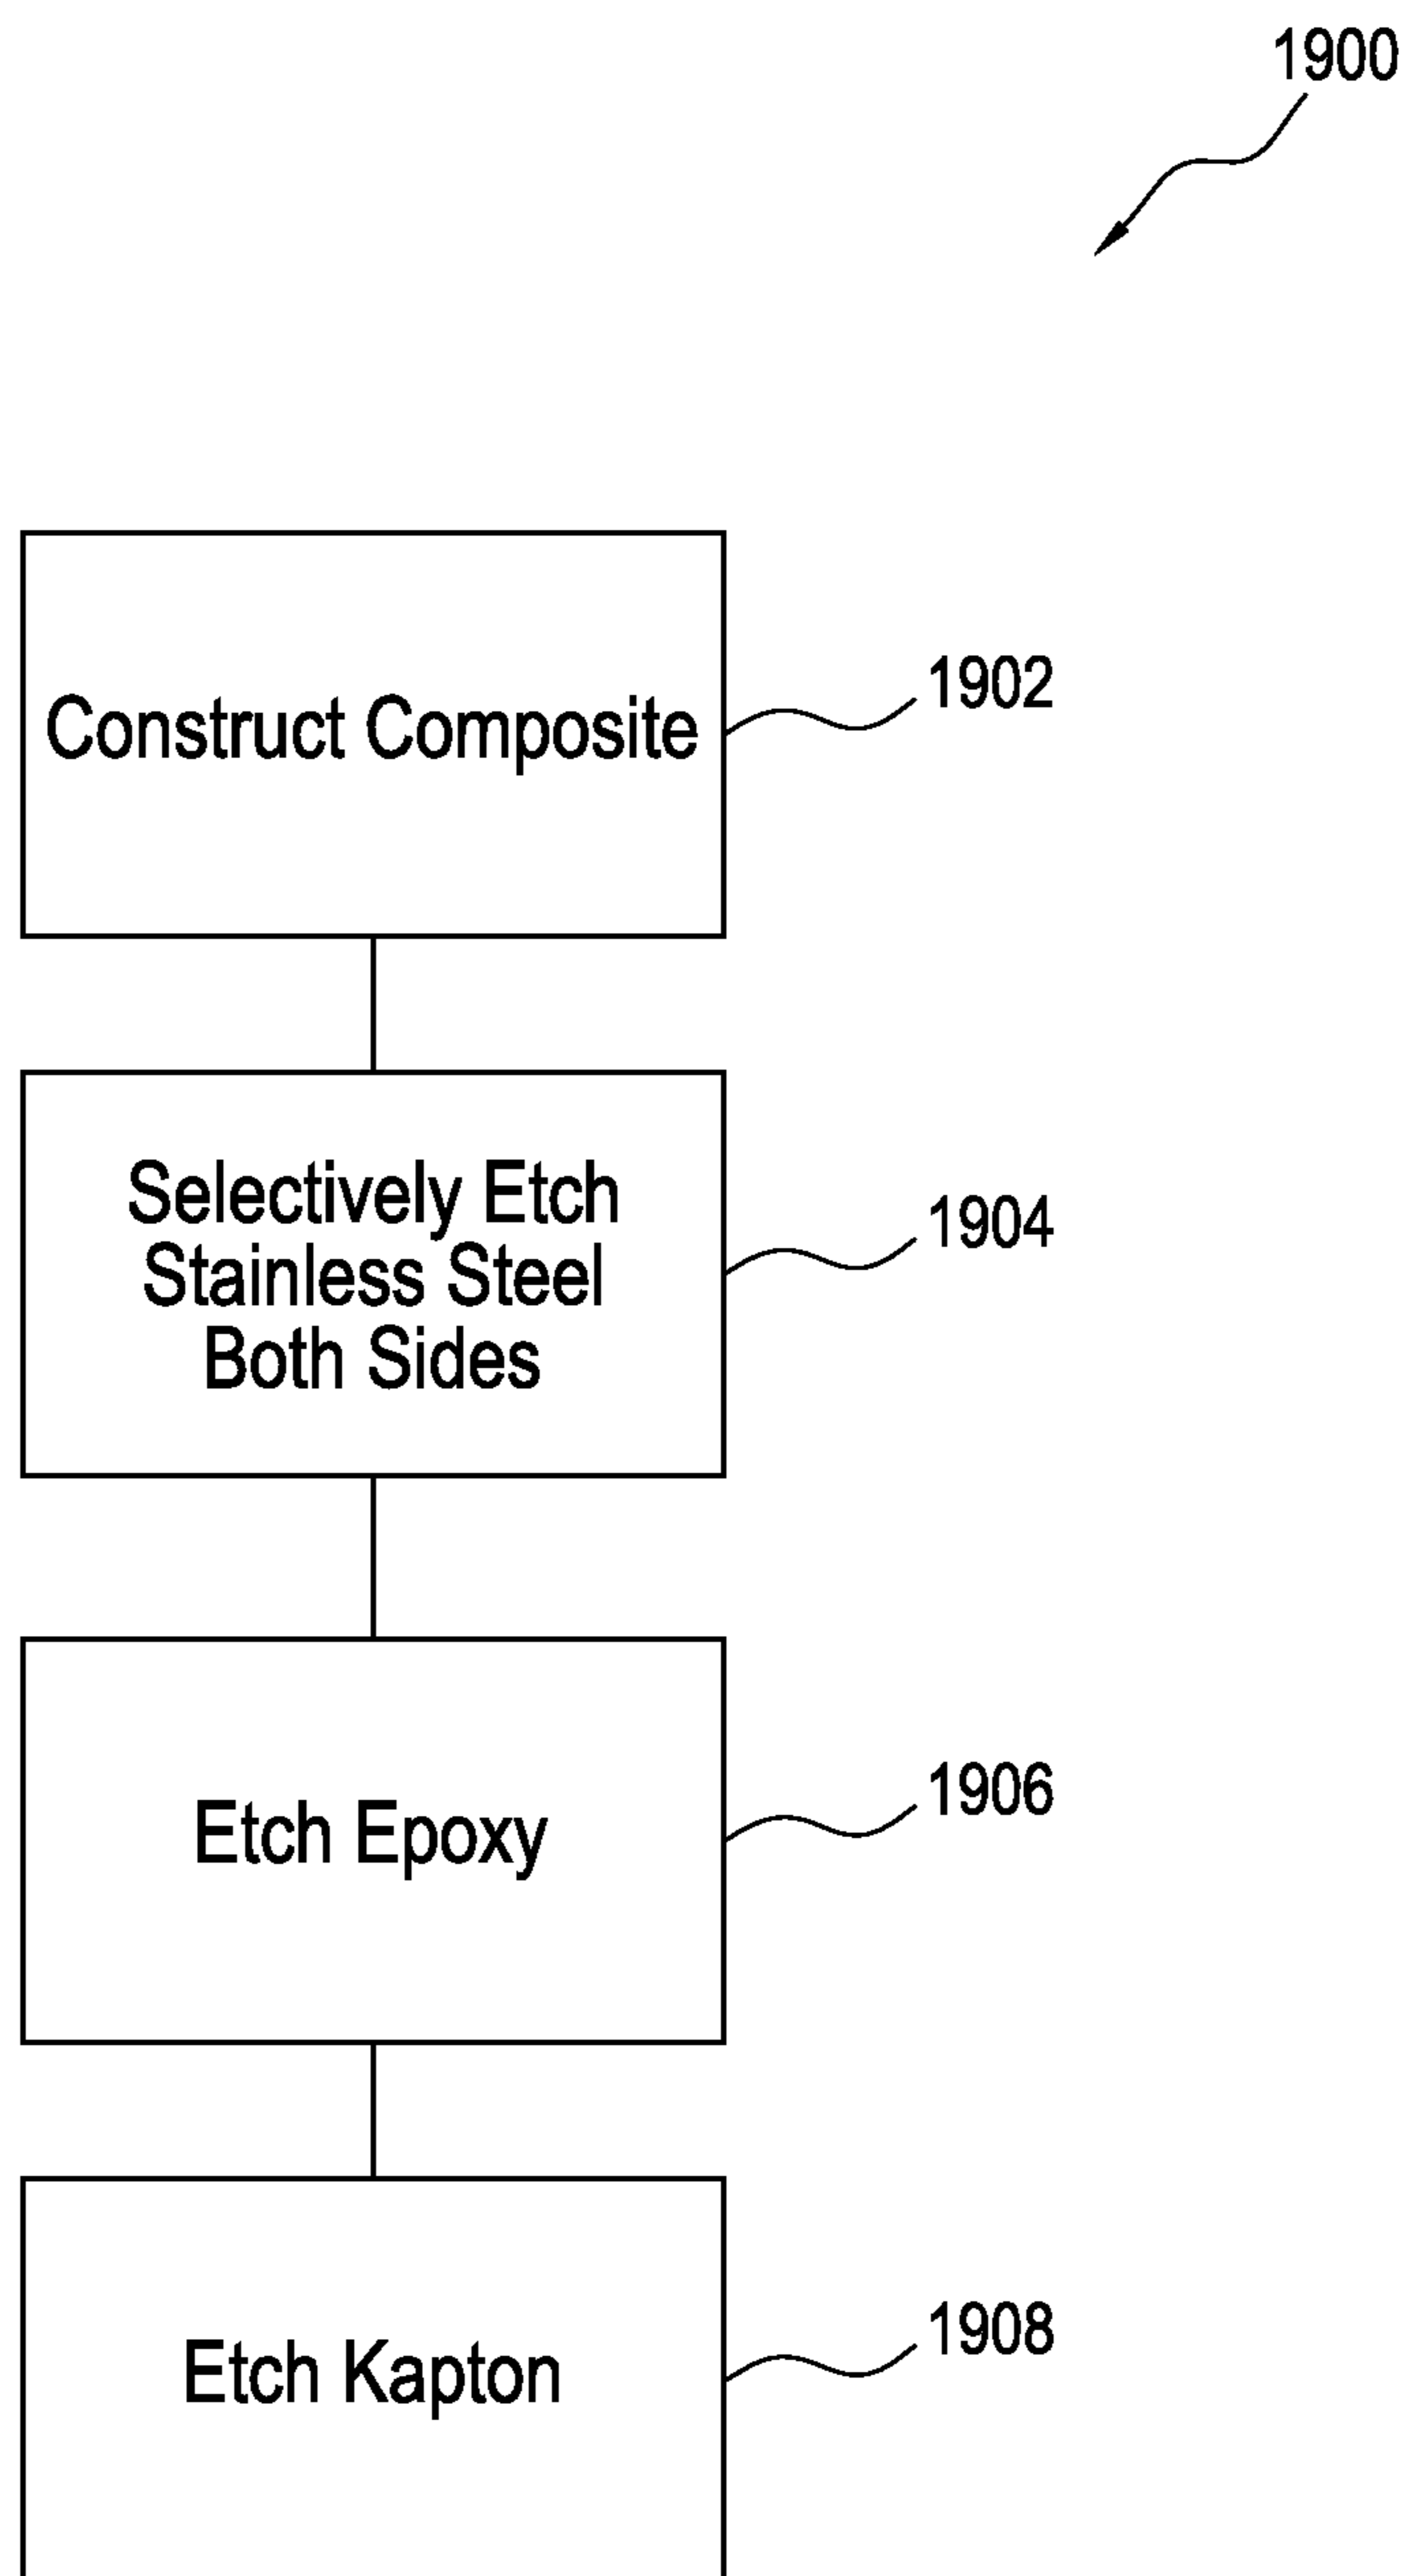 1900
Construct Composite
1902
Selectively Etch
Stainless Steel
Both Sides
1904
Etch Epoxy
1906
Etch Kapton
1908